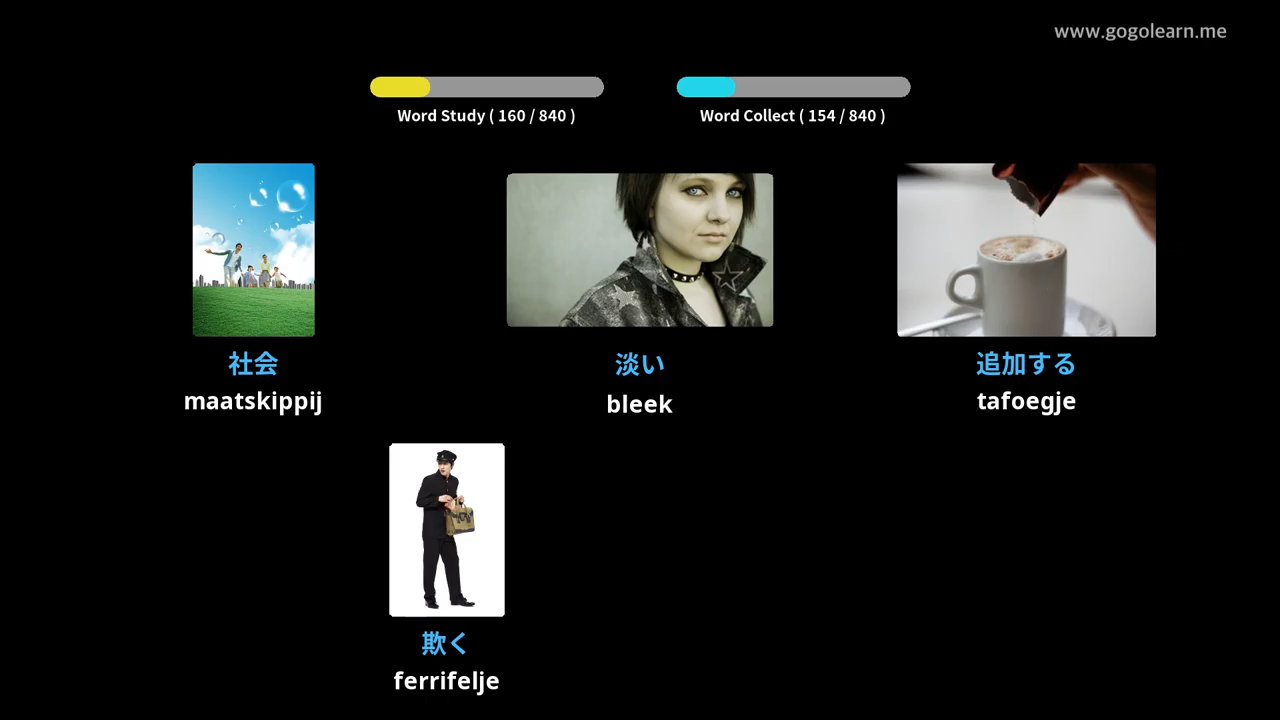 www.gogolearn.me
Word Study ( 160 / 840 )
Word Collect ( 154 / 840 )
社会
maatskippij
淡い
bleek
追加する
tafoegje
欺く
ferrifelje